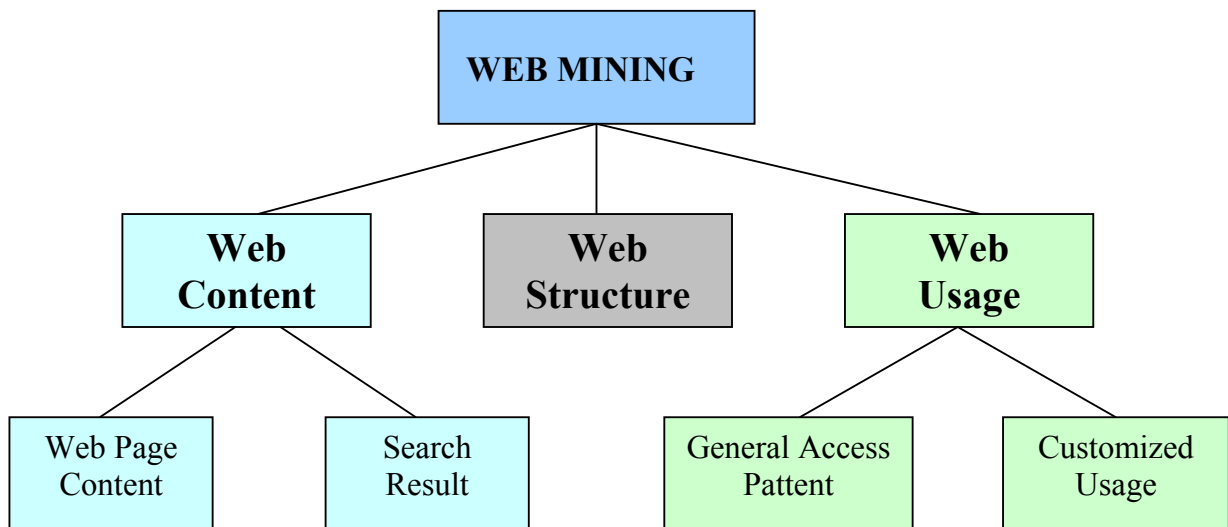 WEB MINING
Web
Content
Web
Structure
Web
Usage
Web Page
Content
Search
Result
General Access
Pattent
Customized
Usage